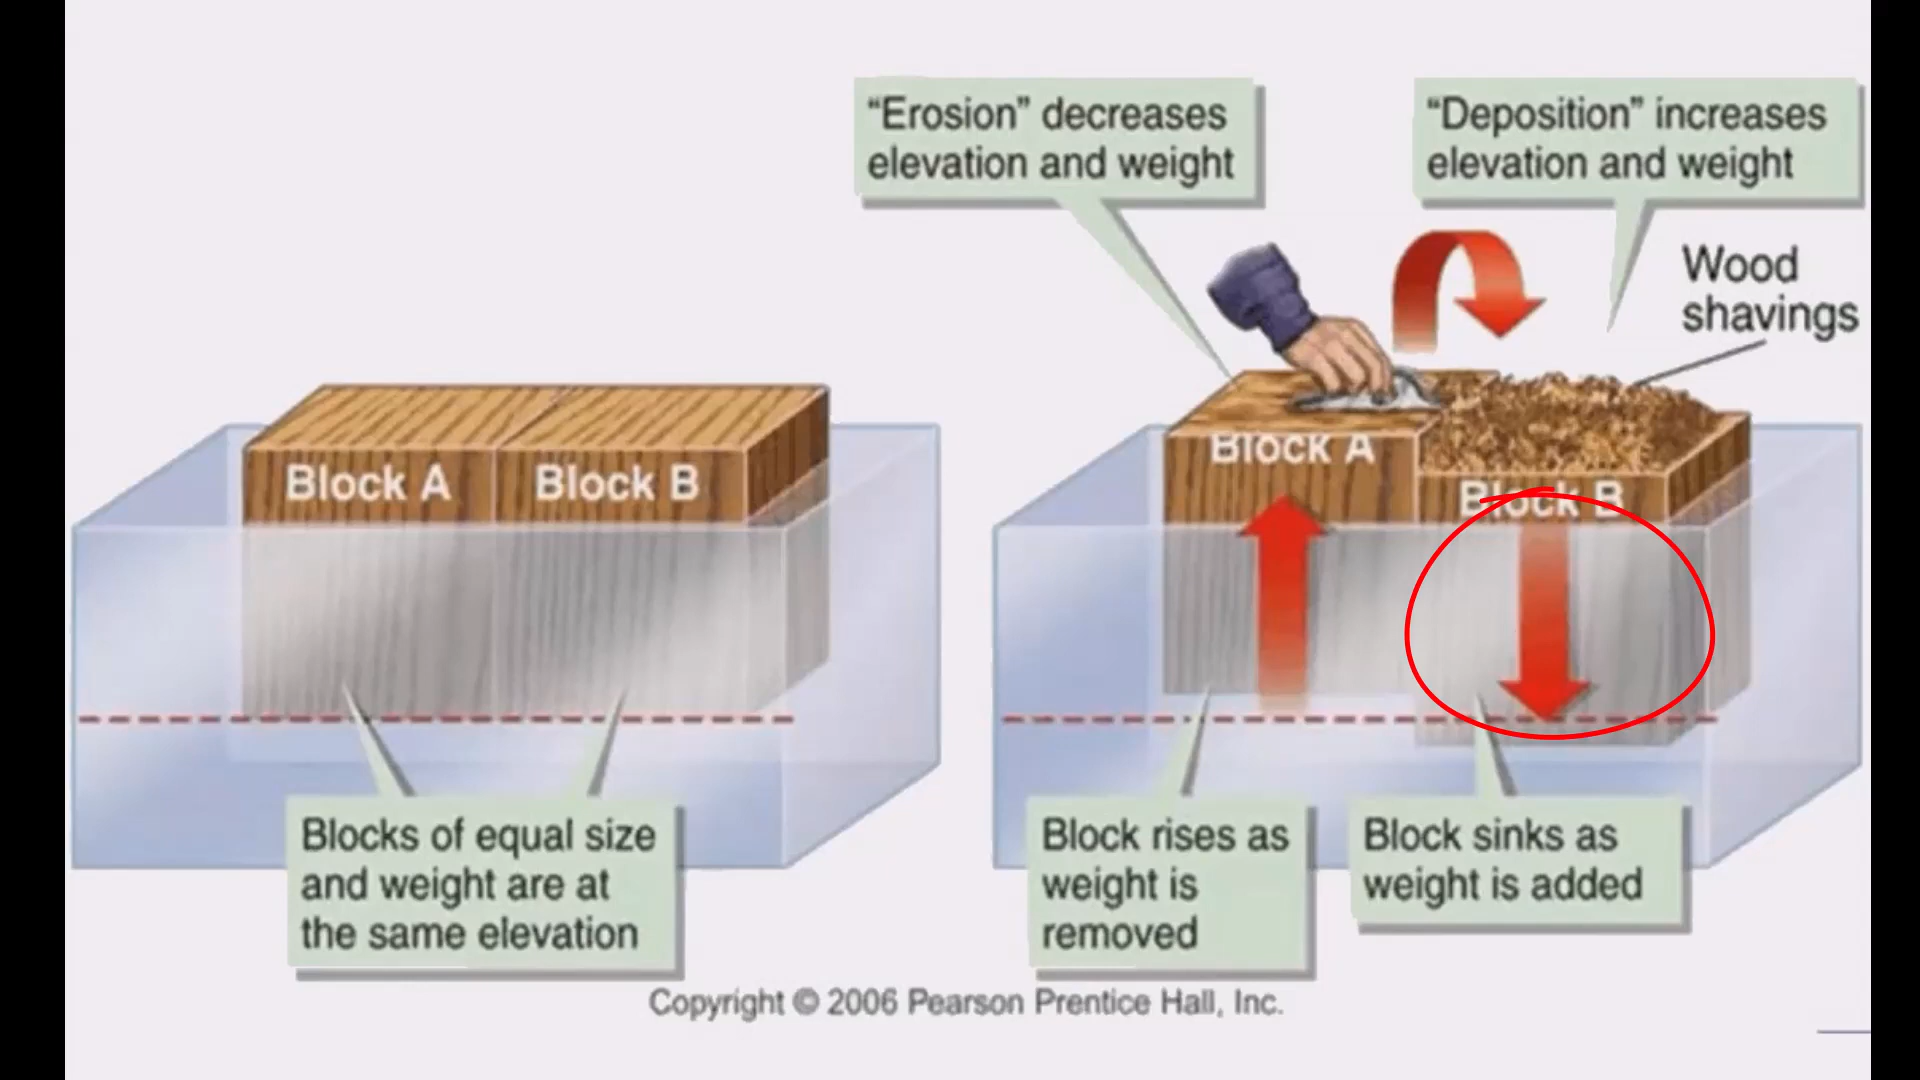 “Erosion” decreases
elevation and weight
“Deposition” increases
elevation and weight
Wood
shavings
Block A
Block B
Block A
Block B
Blocks of equal size
and weight are at
the same elevation
Block rises as
weight is
removed
Block sinks as
weight is added
Copyright © 2006 Pearson Prentice Hall, Inc.